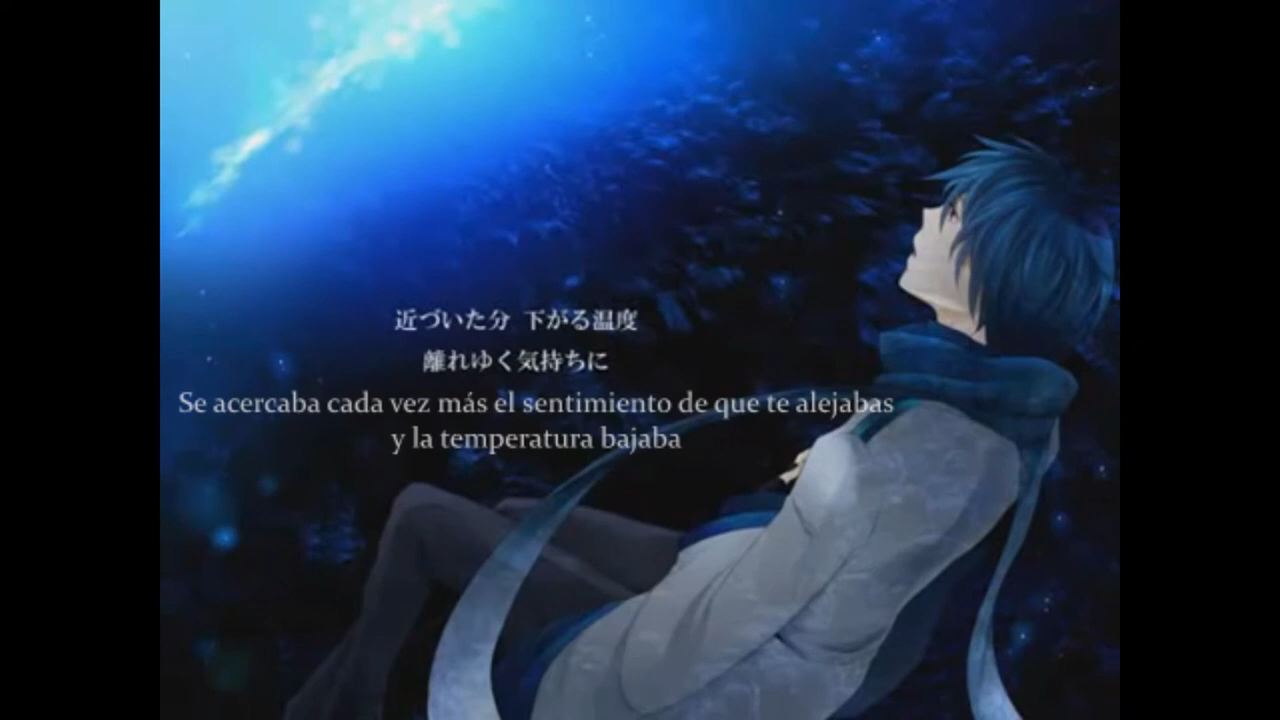 近づいた分 下がる温度
離れゆく気持ちに
Se acercaba cada vez más el sentimiento de que te alejabas
y la temperatura bajaba